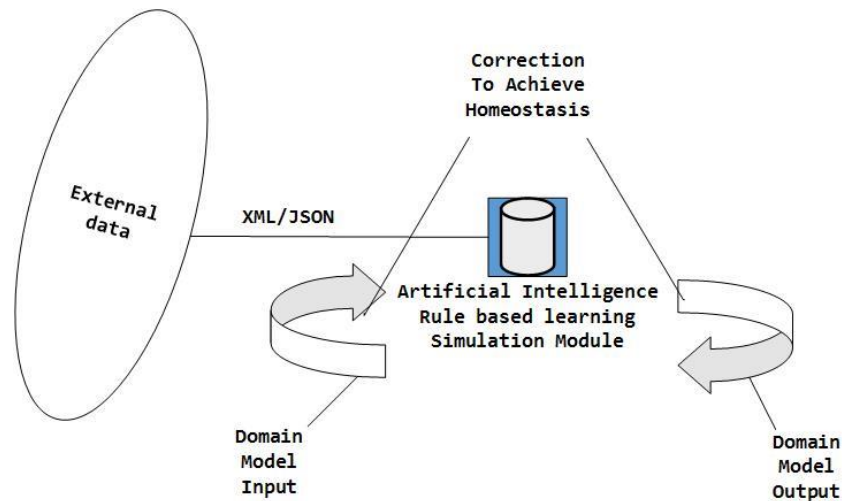 Correction
To Achieve
Homeostasis
External
data
XML/JSON
Artificial Intelligence
Rule based learning
Simulation Module
Domain
Model
Input
Domain
Model
Output